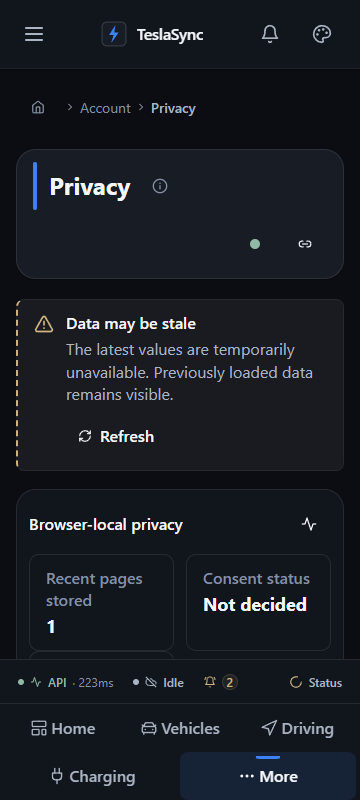 TeslaSync
Account Privacy
Privacy
Data may be stale
The latest values are temporarily
unavailable. Previously loaded data
remains visible.
Refresh
Browser-local privacy
Recent pages
stored
1
Consent status
Not decided
API · 223ms Idle 2 Status
Home Vehicles Driving
Charging More